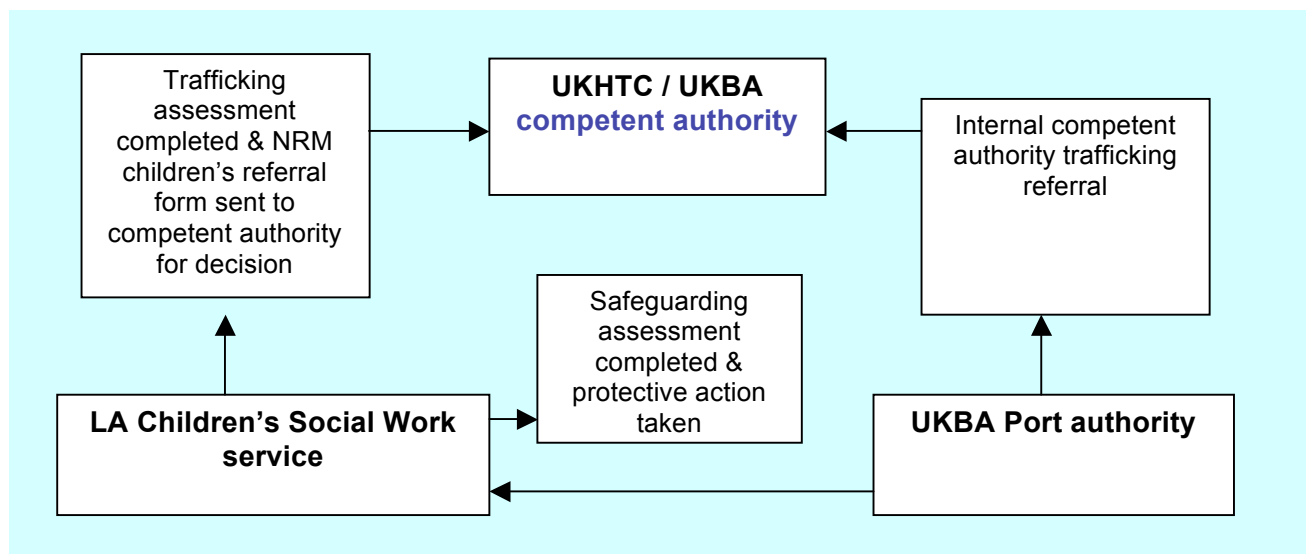 Trafficking
assessment
completed & NRM
children's referral
form sent to
competent authority
for decision
UKHTC / UKBA
competent authority
Internal competent
authority trafficking
referral
Safeguarding
assessment
completed &
protective action
taken
LA Children's Social Work
service
UKBA Port authority